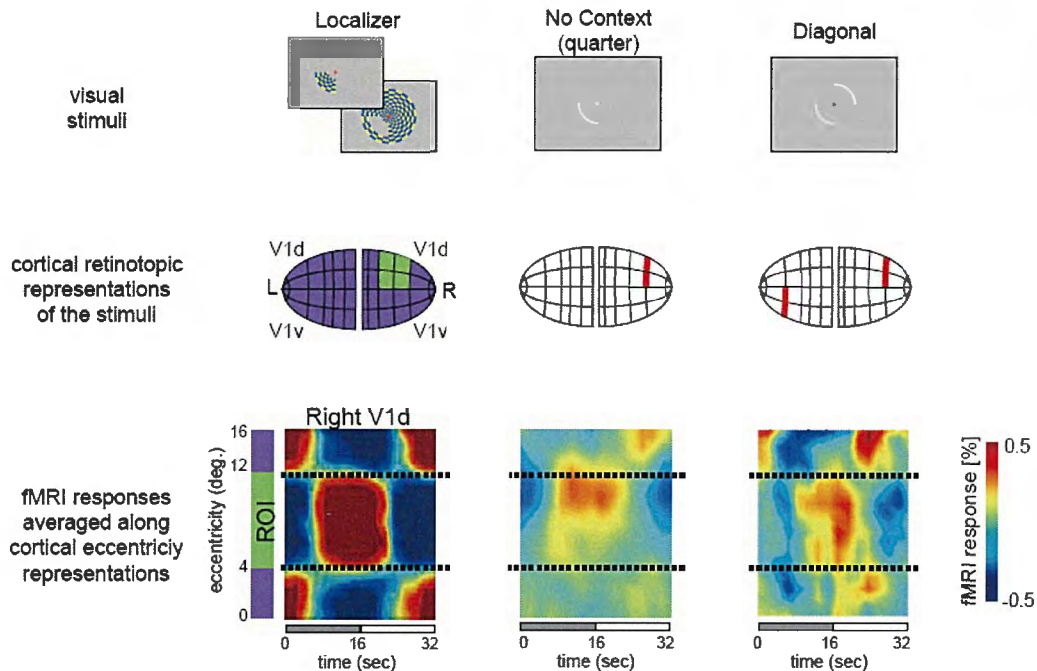 Localizer
No Context
(quarter)
Diagonal
visual
stimuli
cortical retinotopic
representations
of the stimuli
V1d V1d
L R
V1v V1v
fMRI responses
averaged along
cortical eccentriciy
representations
Right V1d
eccentricity (deg.)
16
12
4
0
ROI
0 16 32
time (sec)
0 16 32
time (sec)
0 16 32
time (sec)
0.5
-0.5
fMRI response [%]